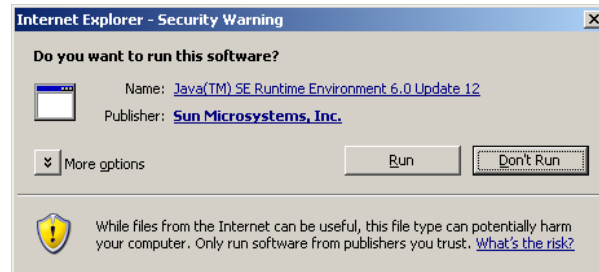 Internet Explorer - Security Warning
Do you want to run this software?
Name: Java(TM) SE Runtime Environment 6.0 Update 12
Publisher: Sun Microsystems, Inc.
More options
Run
Don't Run
While files from the Internet can be useful, this file type can potentially harm
your computer. Only run software from publishers you trust. What's the risk?